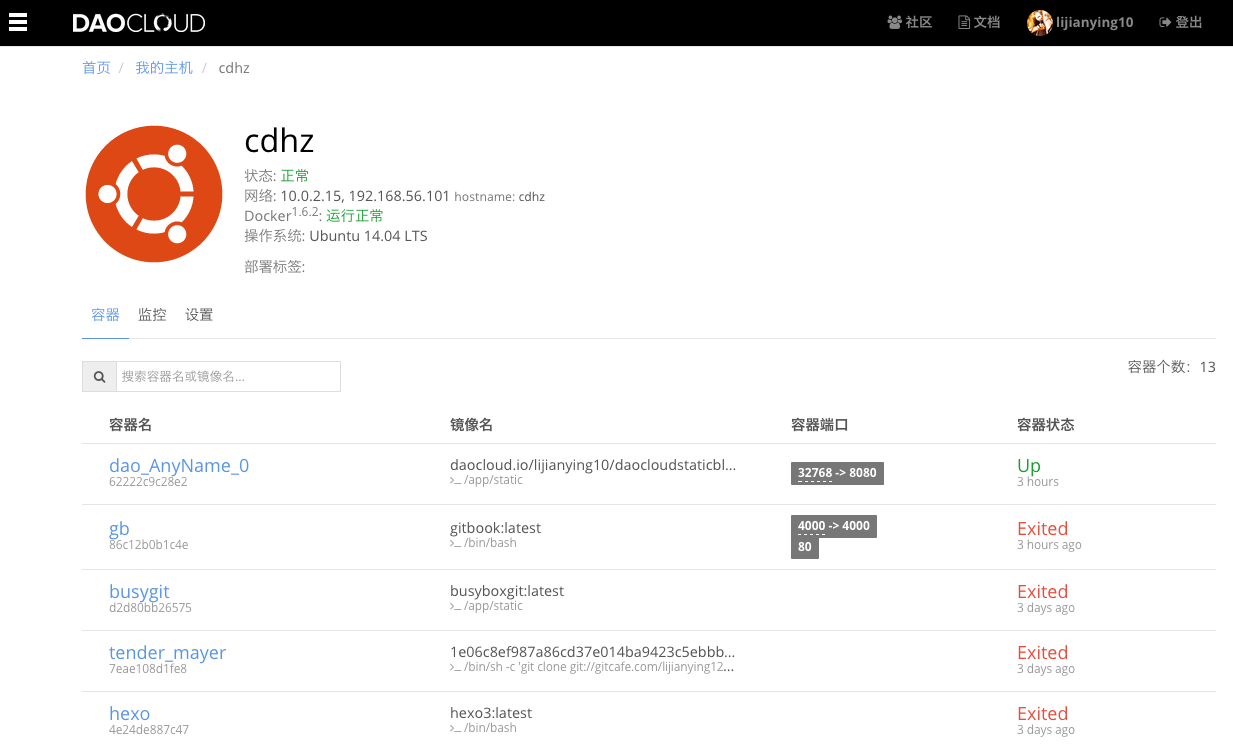 DAOCLOUD 社区 文档 lijianying10 登出
首页 / 我的主机 / cdhz
cdhz
状态: 正常
网络: 10.0.2.15, 192.168.56.101 hostname: cdhz
Docker1.6.2: 运行正常
操作系统: Ubuntu 14.04 LTS
部署标签:
容器 监控 设置
搜索容器名或镜像名...
容器个数: 13
容器名 镜像名 容器端口 容器状态
dao_AnyName_0 daocloud.io/lijianying10/daocloudstaticbl... 32768 -> 8080 Up
62222c9c28e2 >_ /app/static 3 hours
gb gitbook:latest 4000 -> 4000 Exited
86c12b0b1c4e >_ /bin/bash 80 3 hours ago
busygit busyboxgit:latest Exited
d2d80bb26575 >_ /app/static 3 days ago
tender_mayer 1e06c8ef987a86cd37e014ba9423c5ebbb... Exited
7eae108d1fe8 >_ /bin/sh -c 'git clone git://gitcafe.com/lijianying12... 3 days ago
hexo hexo3:latest Exited
4e24de887c47 >_ /bin/bash 3 days ago